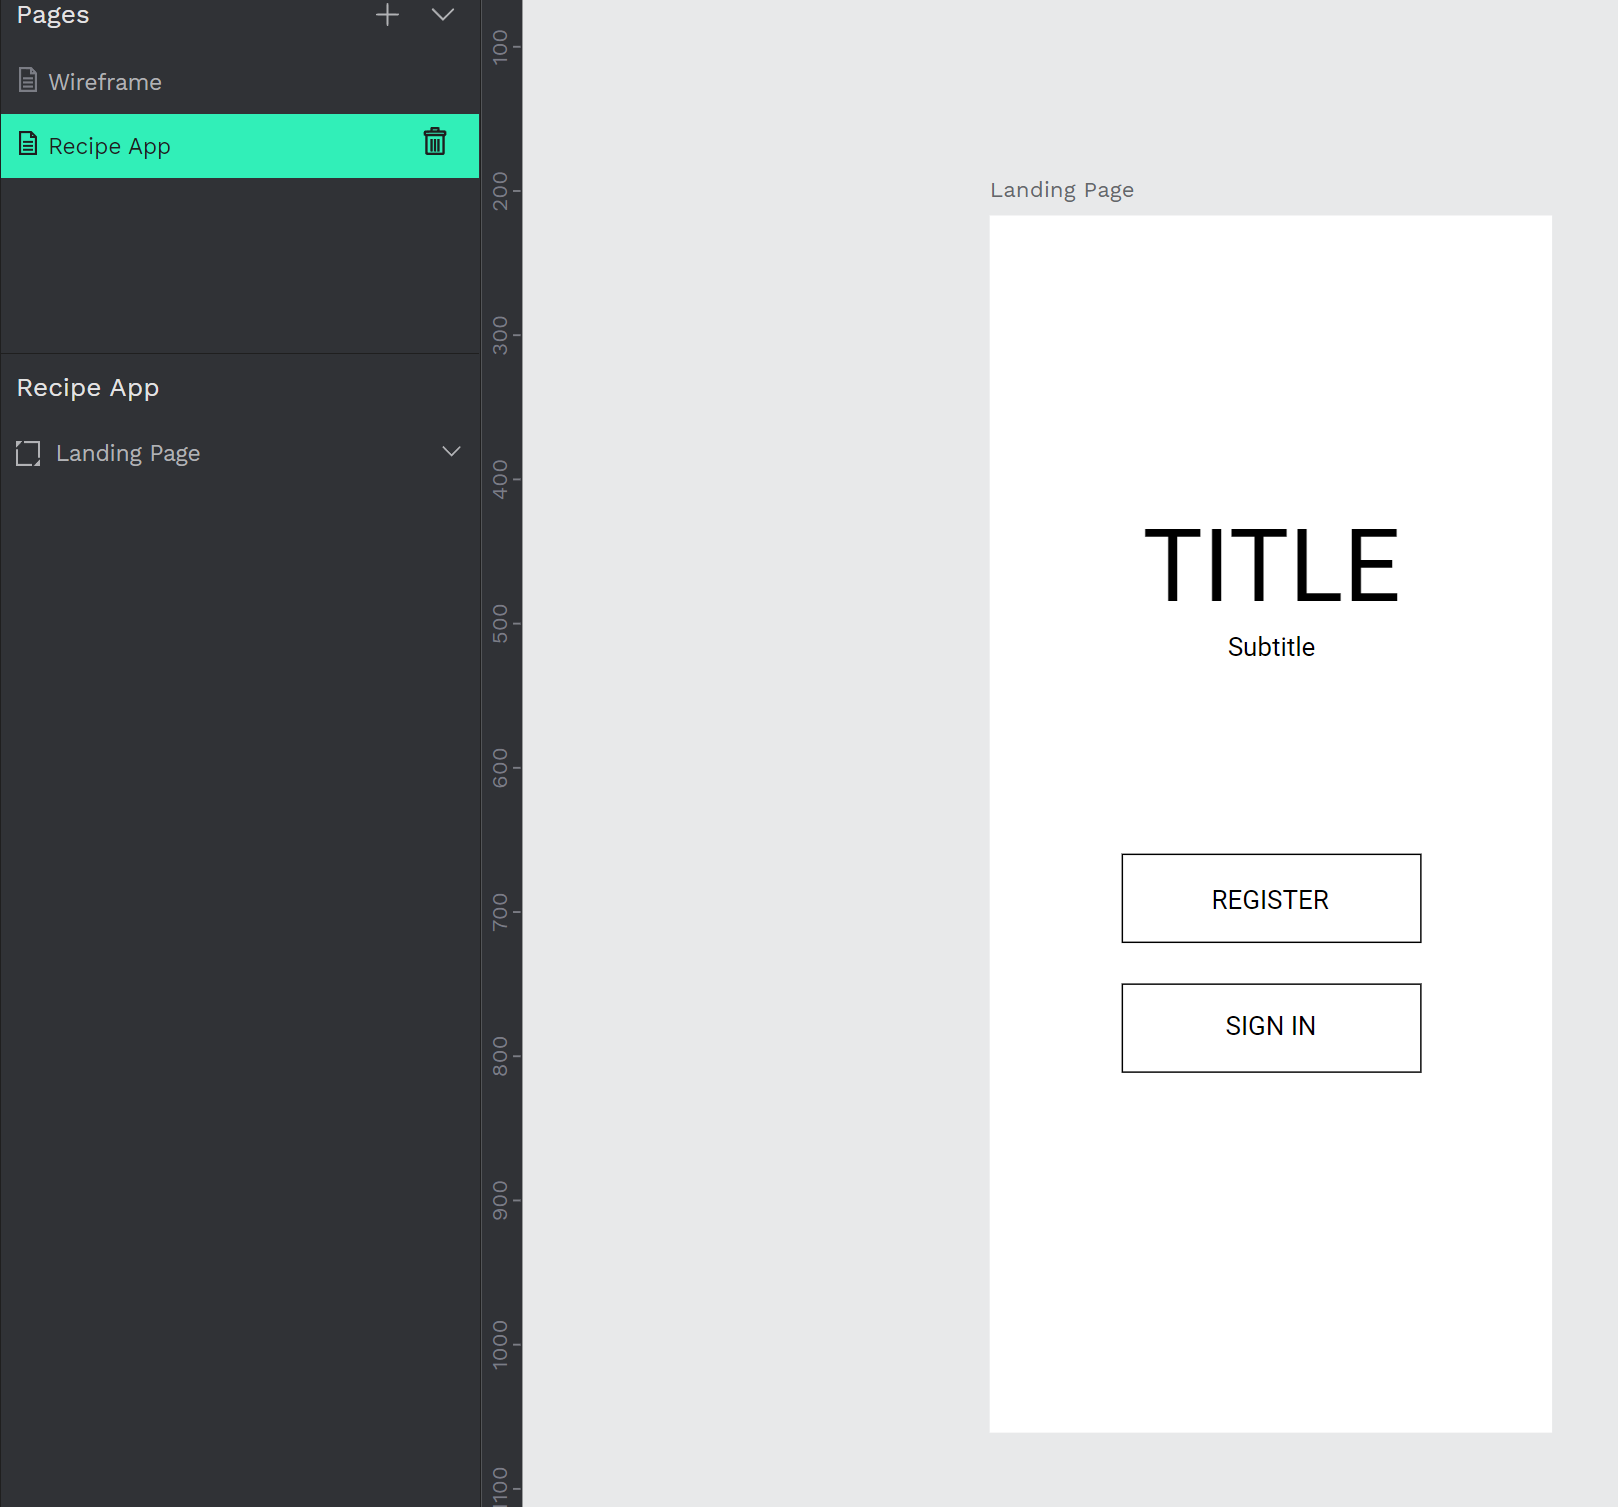 Pages
Wireframe
Recipe App
Recipe App
Landing Page
100
200
300
400
500
600
700
800
900
1000
100
Landing Page
TITLE
Subtitle
REGISTER
SIGN IN